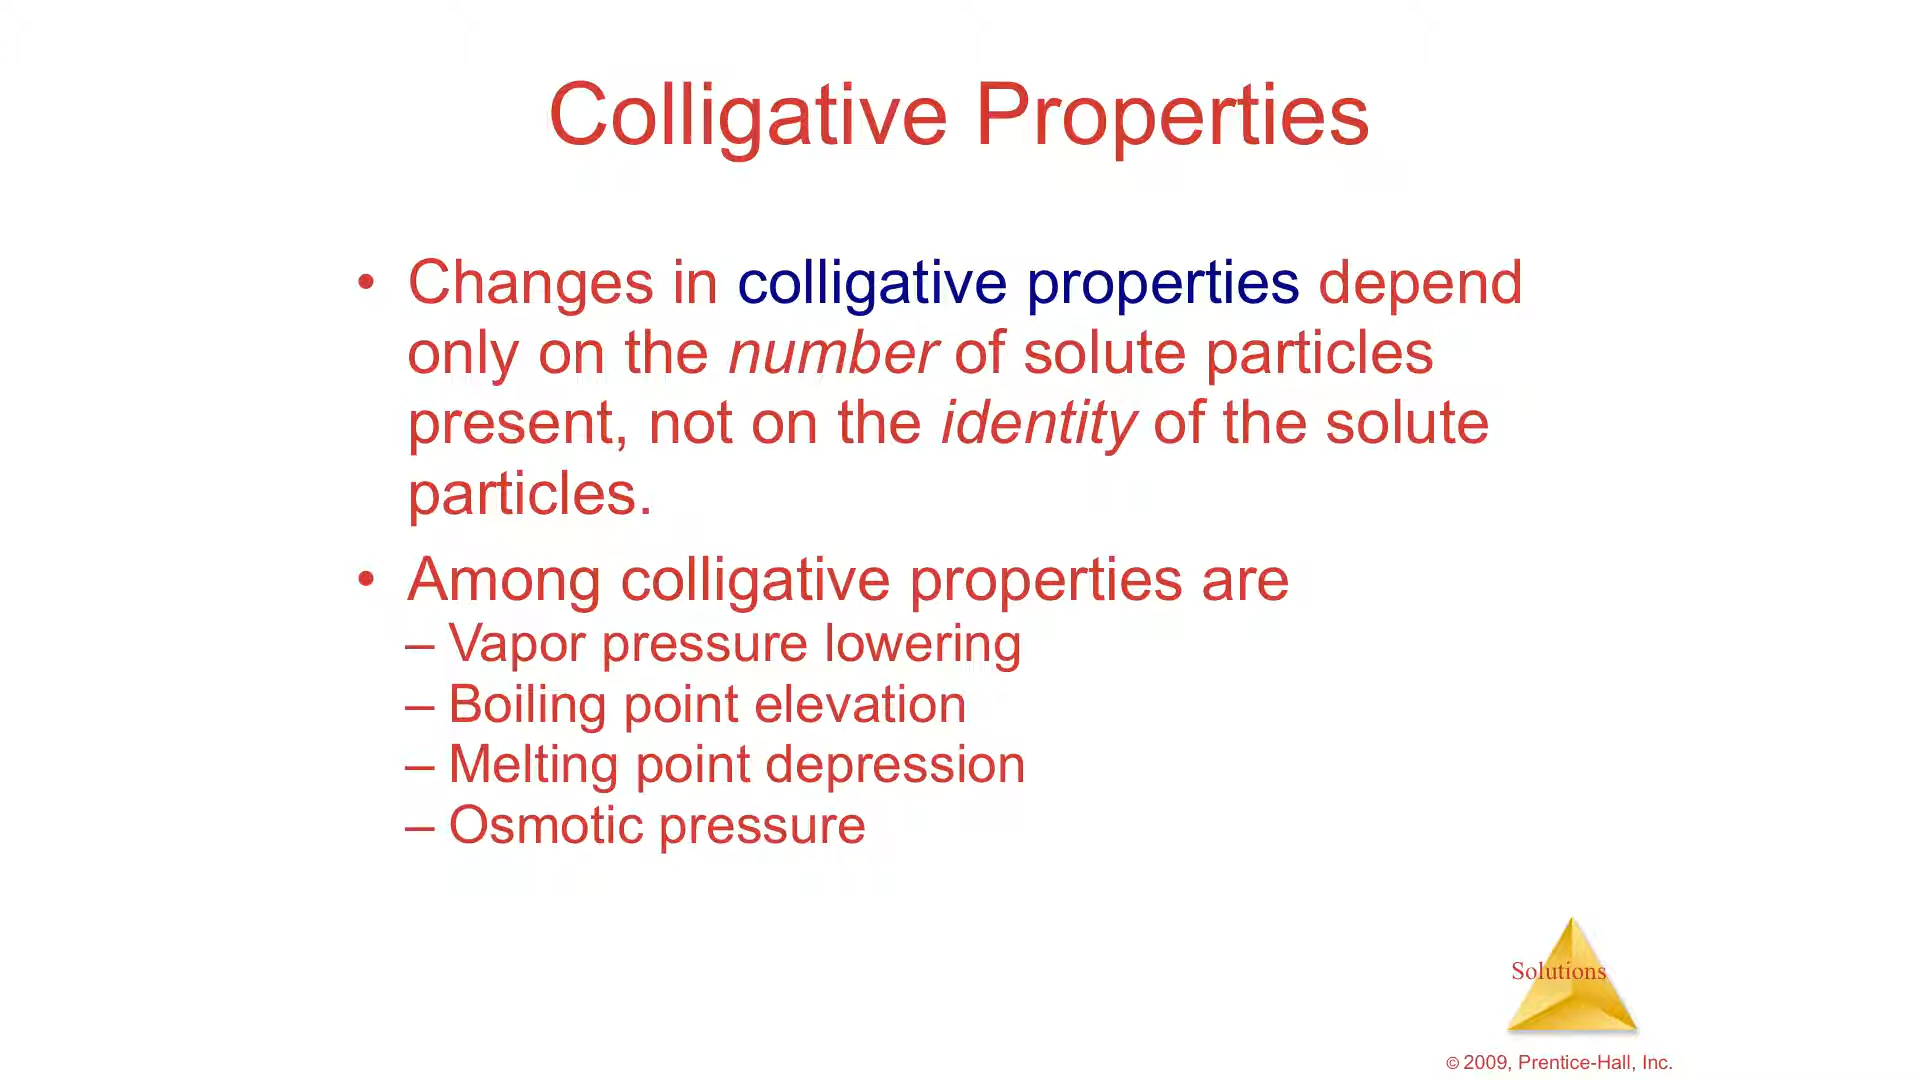 Colligative Properties
• Changes in colligative properties depend
only on the number of solute particles
present, not on the identity of the solute
particles.
• Among colligative properties are
– Vapor pressure lowering
– Boiling point elevation
– Melting point depression
– Osmotic pressure
Solutions
© 2009, Prentice-Hall, Inc.